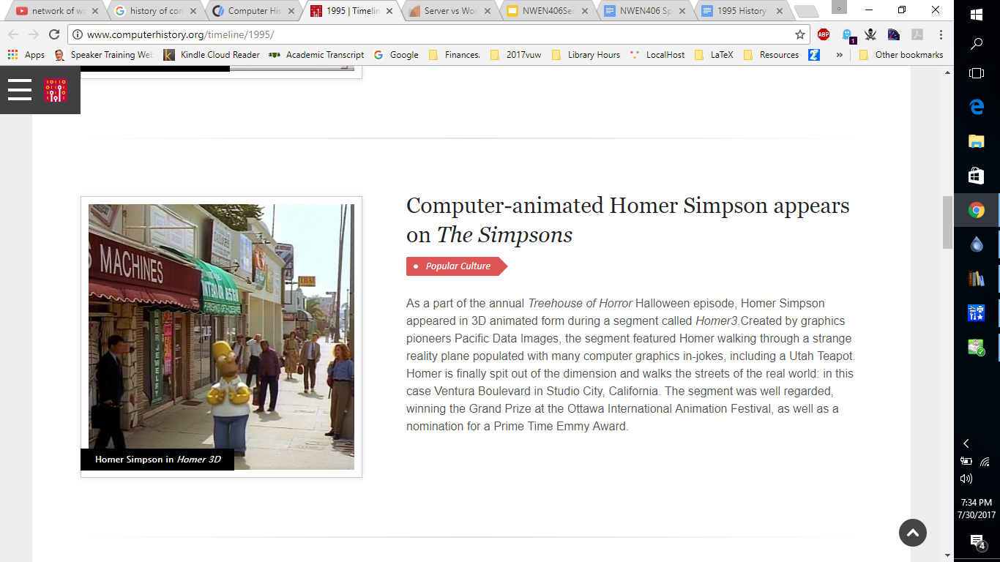 network of wo
history of com
Computer His
1995 | Timelin
Server vs Wor
NWEN406Sem
NWEN406 Sp
1995 History
www.computerhistory.org/timeline/1995/
ABP
1
Apps
Speaker Training Web
Kindle Cloud Reader
Academic Transcript
Google
Finances.
2017vuw
Library Hours
LocalHost
LaTeX
Resources
»
Other bookmarks
MACHINES
THAI
Homer Simpson in Homer 3D
Computer-animated Homer Simpson appears
on The Simpsons
Popular Culture
As a part of the annual Treehouse of Horror Halloween episode, Homer Simpson
appeared in 3D animated form during a segment called Homer3.Created by graphics
pioneers Pacific Data Images, the segment featured Homer walking through a strange
reality plane populated with many computer graphics in-jokes, including a Utah Teapot.
Homer is finally spit out of the dimension and walks the streets of the real world: in this
case Ventura Boulevard in Studio City, California. The segment was well regarded,
winning the Grand Prize at the Ottawa International Animation Festival, as well as a
nomination for a Prime Time Emmy Award.
7:34 PM
7/30/2017
4